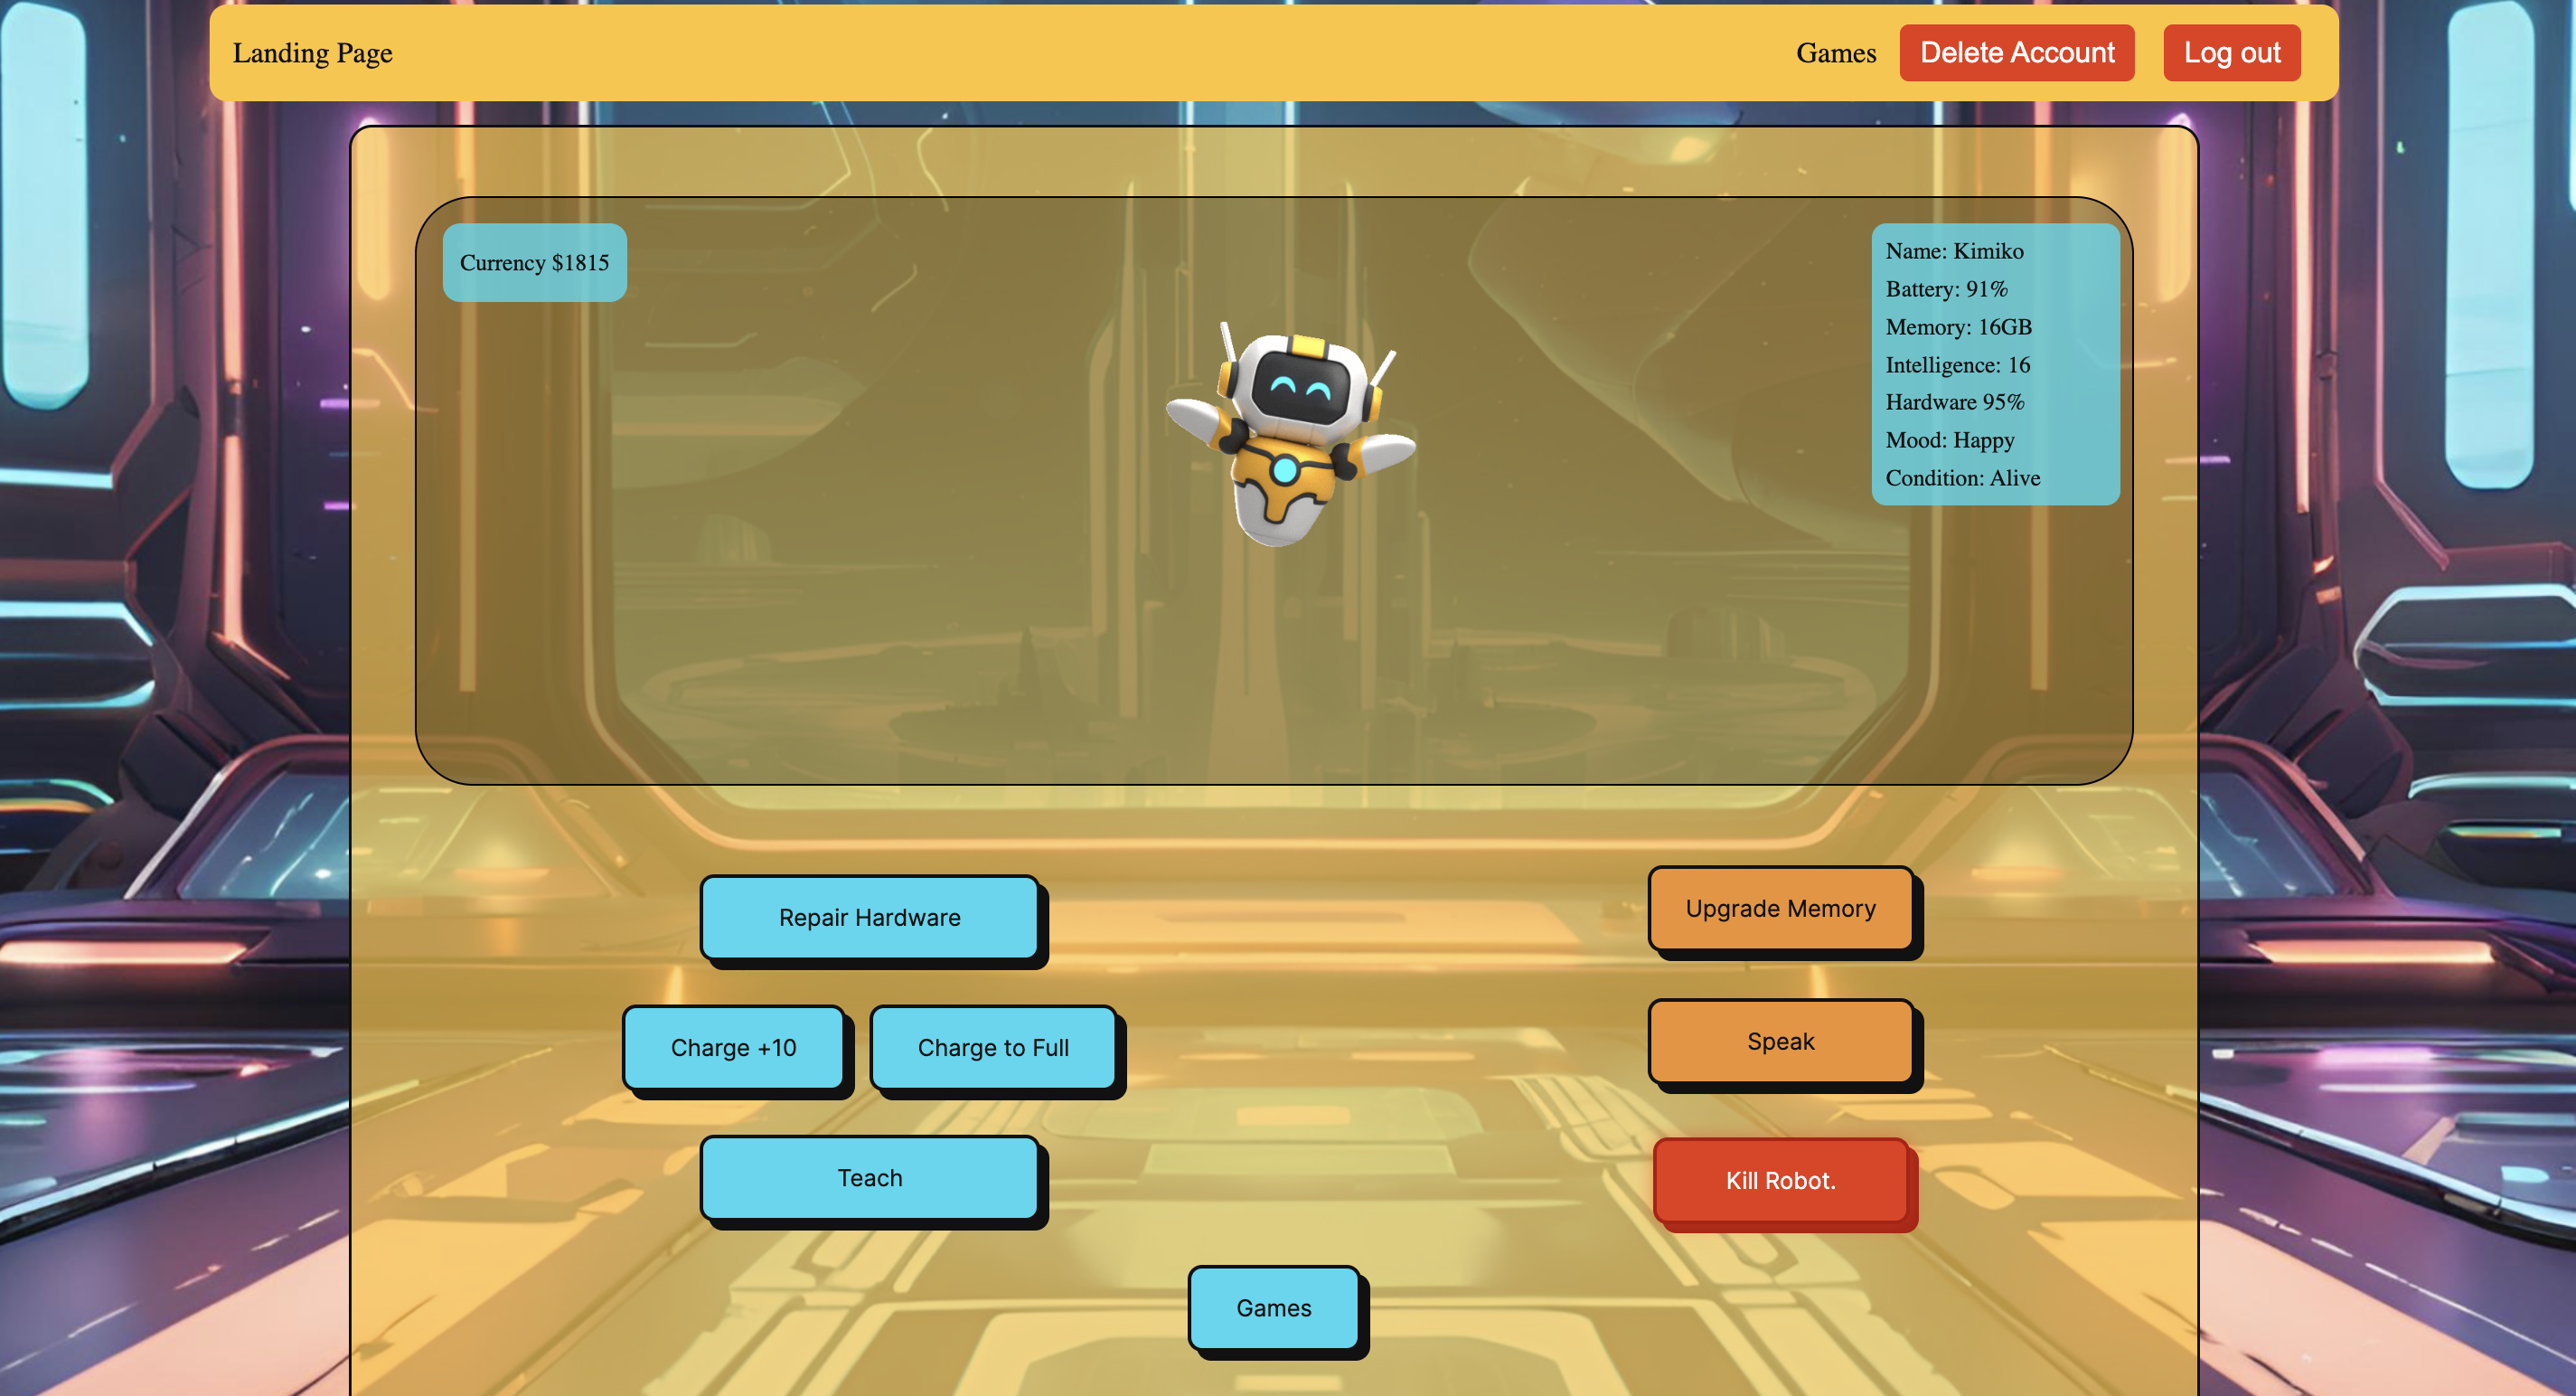 Landing Page
Games
Delete Account
Log out
Currency $1815
Name: Kimiko
Battery: 91%
Memory: 16GB
Intelligence: 16
Hardware 95%
Mood: Happy
Condition: Alive
Repair Hardware
Upgrade Memory
Charge +10
Charge to Full
Speak
Teach
Kill Robot.
Games